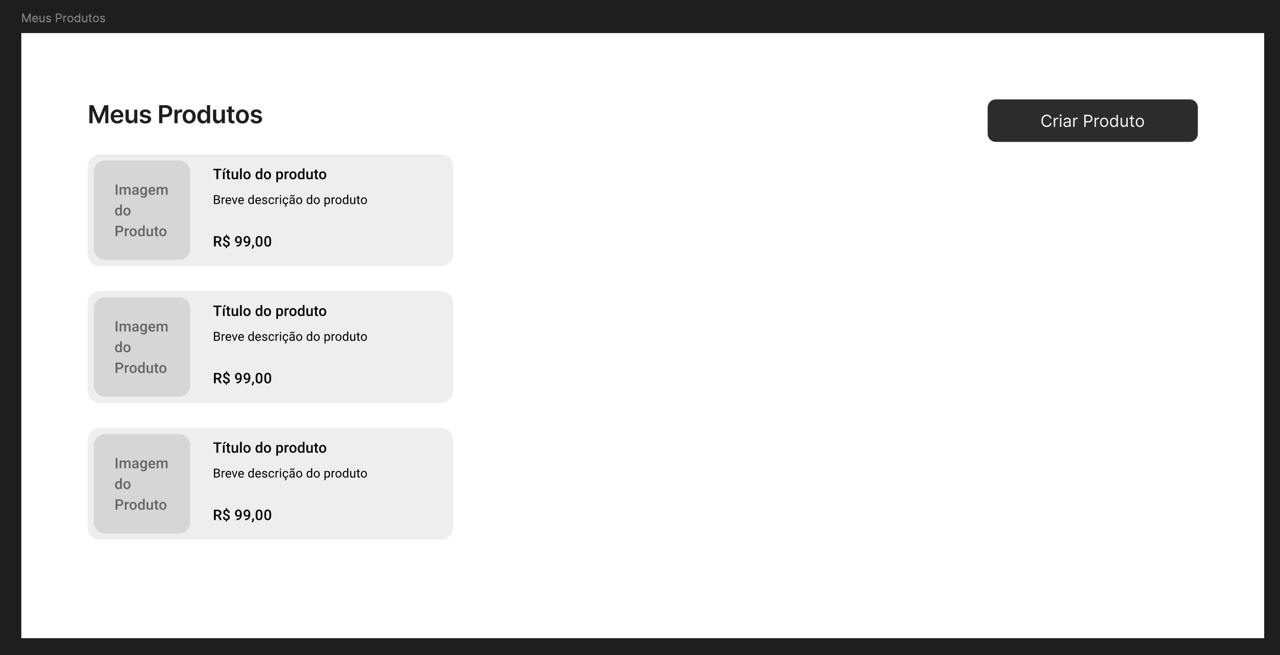 Meus Produtos
Meus Produtos
Criar Produto
Imagem
do
Produto
Título do produto
Breve descrição do produto
R$ 99,00
Imagem
do
Produto
Título do produto
Breve descrição do produto
R$ 99,00
Imagem
do
Produto
Título do produto
Breve descrição do produto
R$ 99,00